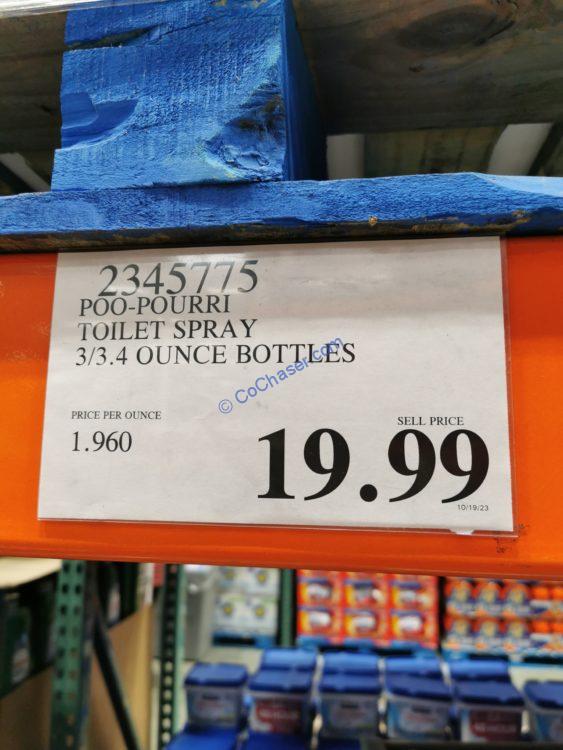 2345775
POO-POURRI
TOILET SPRAY
3/3.4 OUNCE BOTTLES
© CoChaser.com
PRICE PER OUNCE
SELL PRICE
1.960
19.99
10/19/23